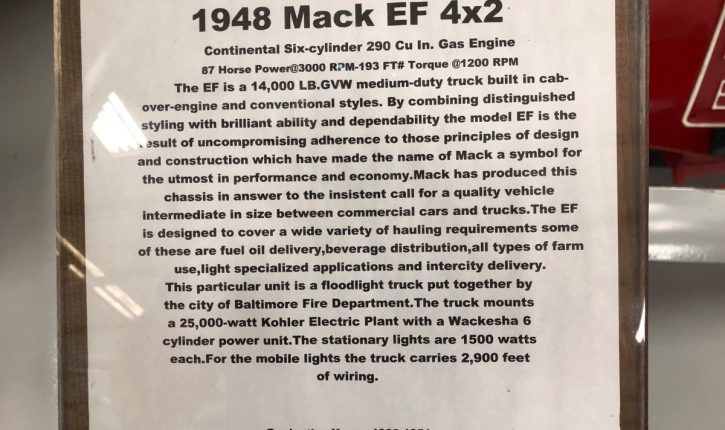 1948 Mack EF 4x2
Continental Six-cylinder 290 Cu In. Gas Engine
87 Horse Power@3000 RPM-193 FT# Torque @1200 RPM
The EF is a 14,000 LB.GVW medium-duty truck built in cab-
over-engine and conventional styles. By combining distinguished
styling with brilliant ability and dependability the model EF is the
result of uncompromising adherence to those principles of design
and construction which have made the name of Mack a symbol for
the utmost in performance and economy.Mack has produced this
chassis in answer to the insistent call for a quality vehicle
intermediate in size between commercial cars and trucks.The EF
is designed to cover a wide variety of hauling requirements some
of these are fuel oil delivery,beverage distribution,all types of farm
use,light specialized applications and intercity delivery.
This particular unit is a floodlight truck put together by
the city of Baltimore Fire Department.The truck mounts
a 25,000-watt Kohler Electric Plant with a Wackesha 6
cylinder power unit.The stationary lights are 1500 watts
each.For the mobile lights the truck carries 2,900 feet
of wiring.